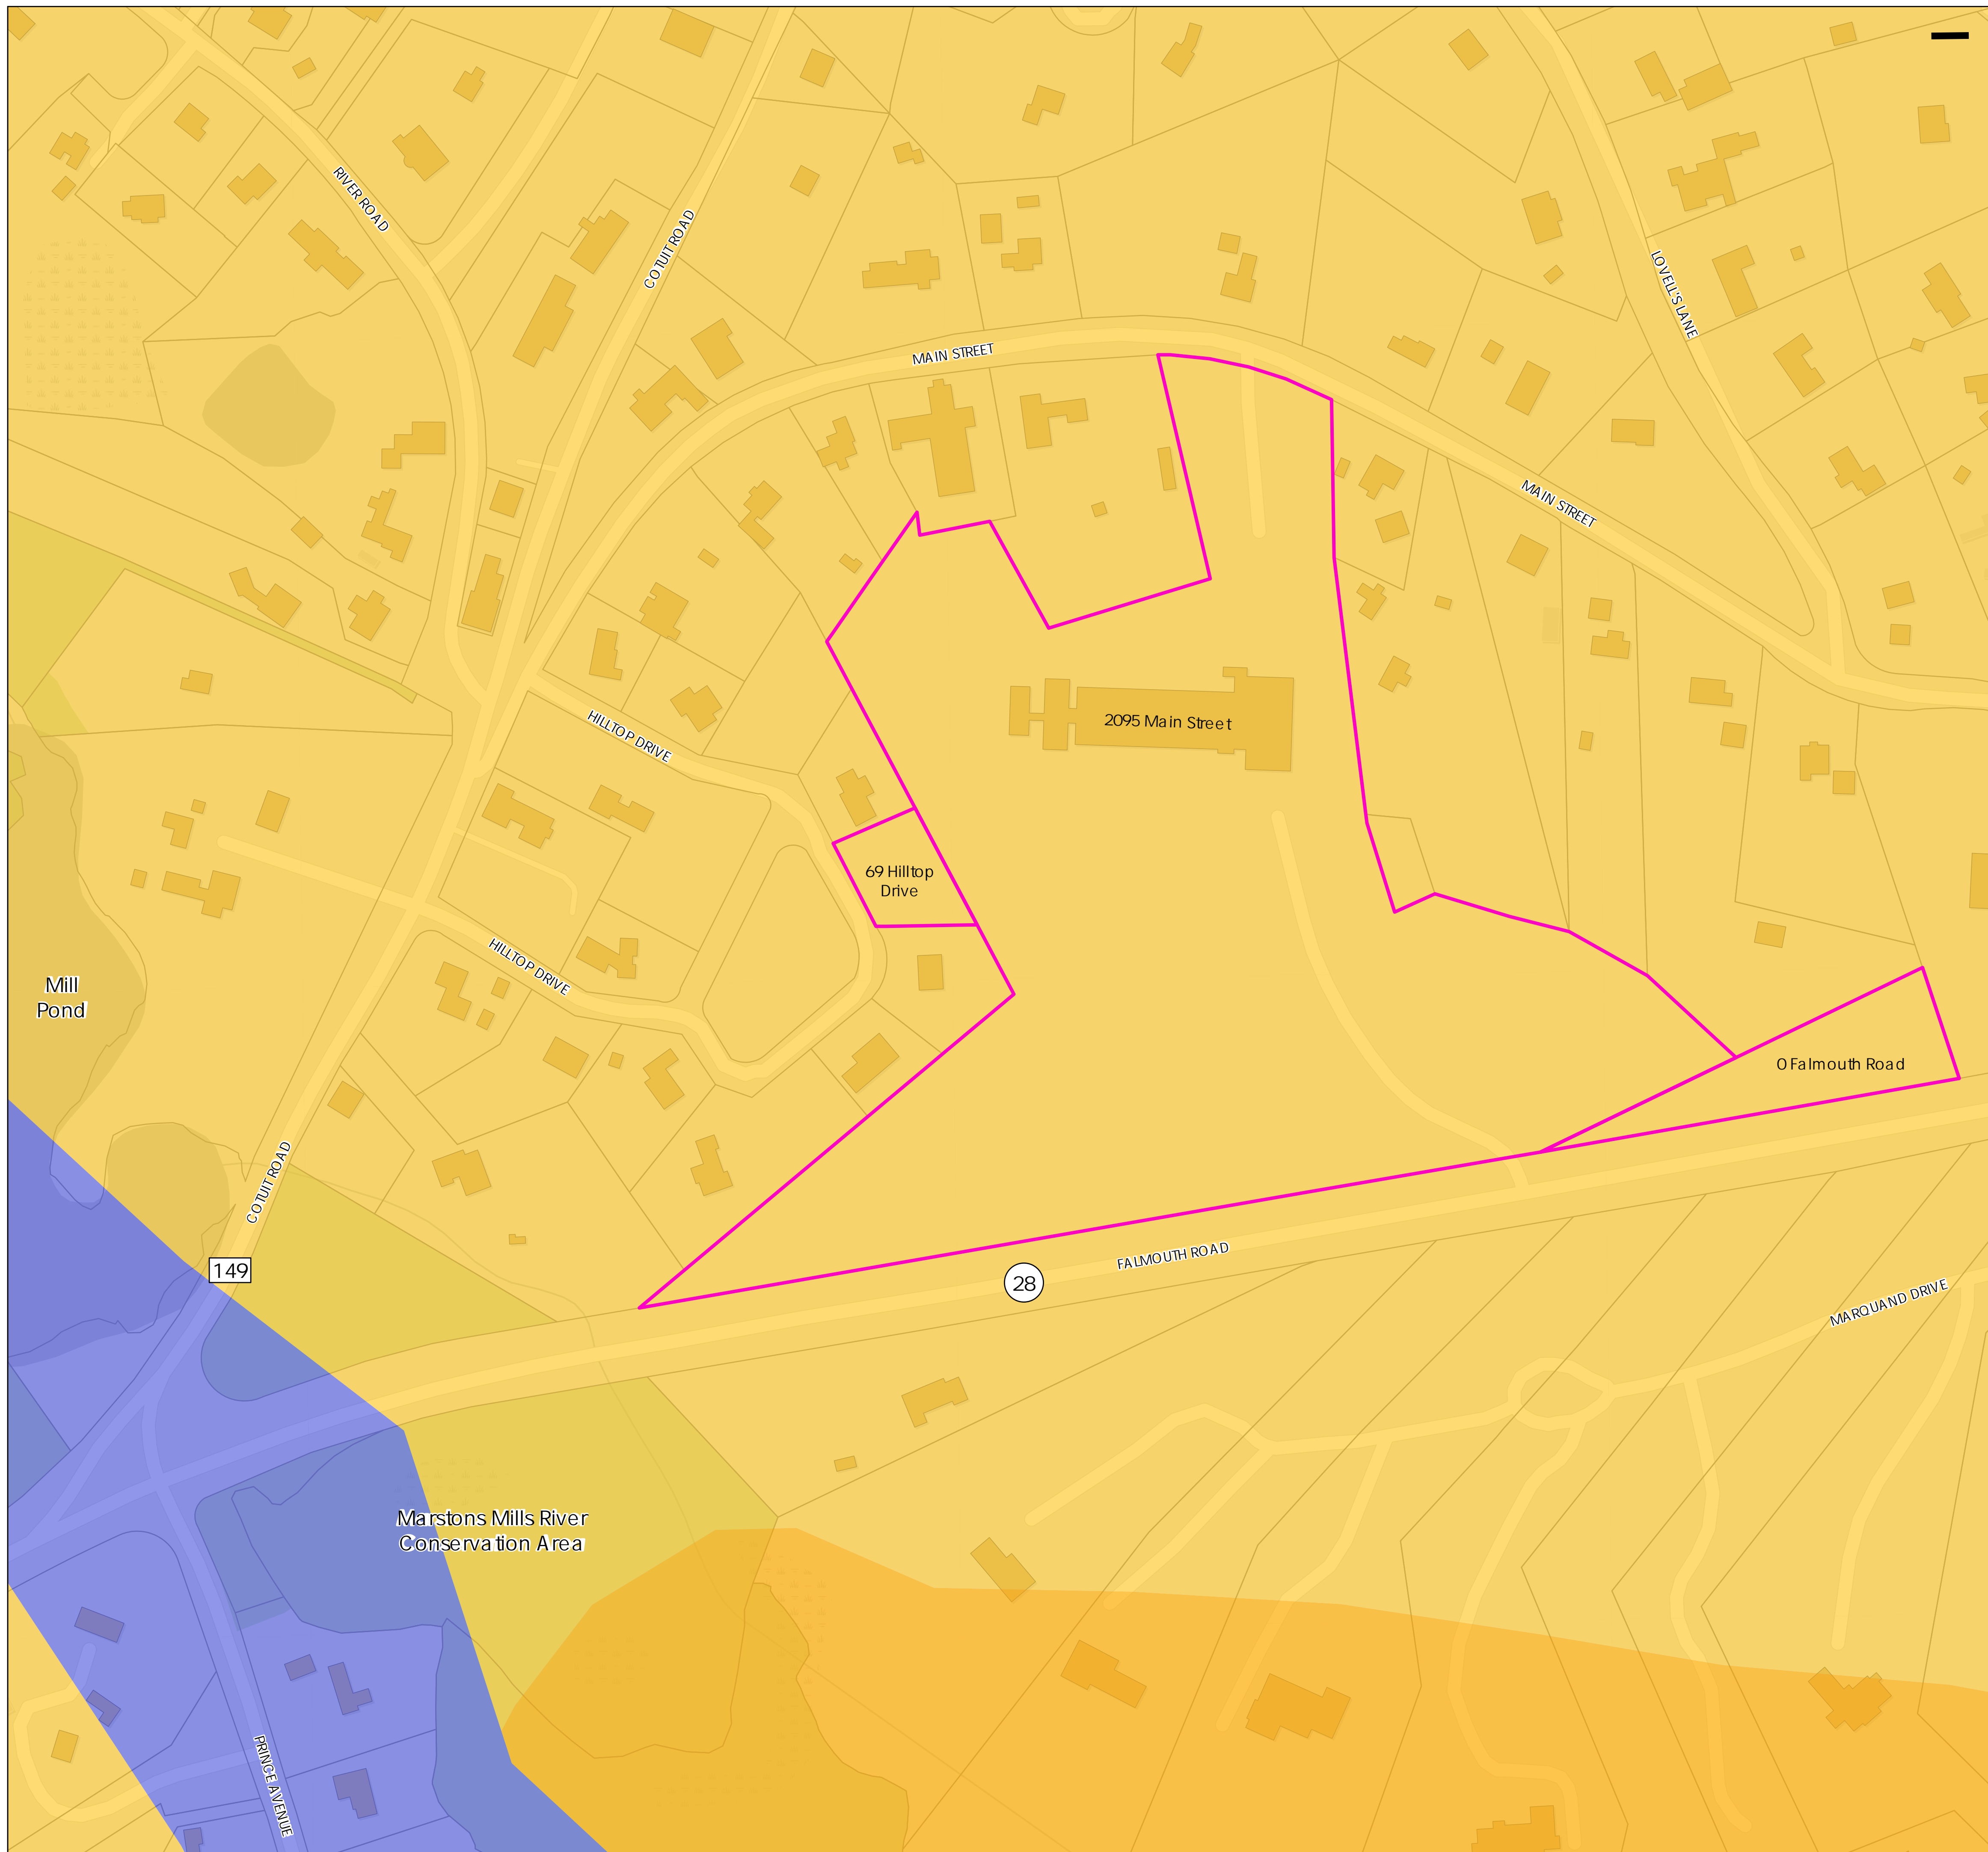 RIVER ROAD
COTUIT ROAD
LOVELL'S LANE
MAIN STREET
MAIN STREET
2095 Main Street
HILLTOP DRIVE
69 Hilltop
Drive
HILLTOP DRIVE
Mill
Pond
0 Falmouth Road
COTUIT ROAD
149
FALMOUTH ROAD
28
MARQUAND DRIVE
Marstons Mills River
Conservation Area
PRINCE AVENUE